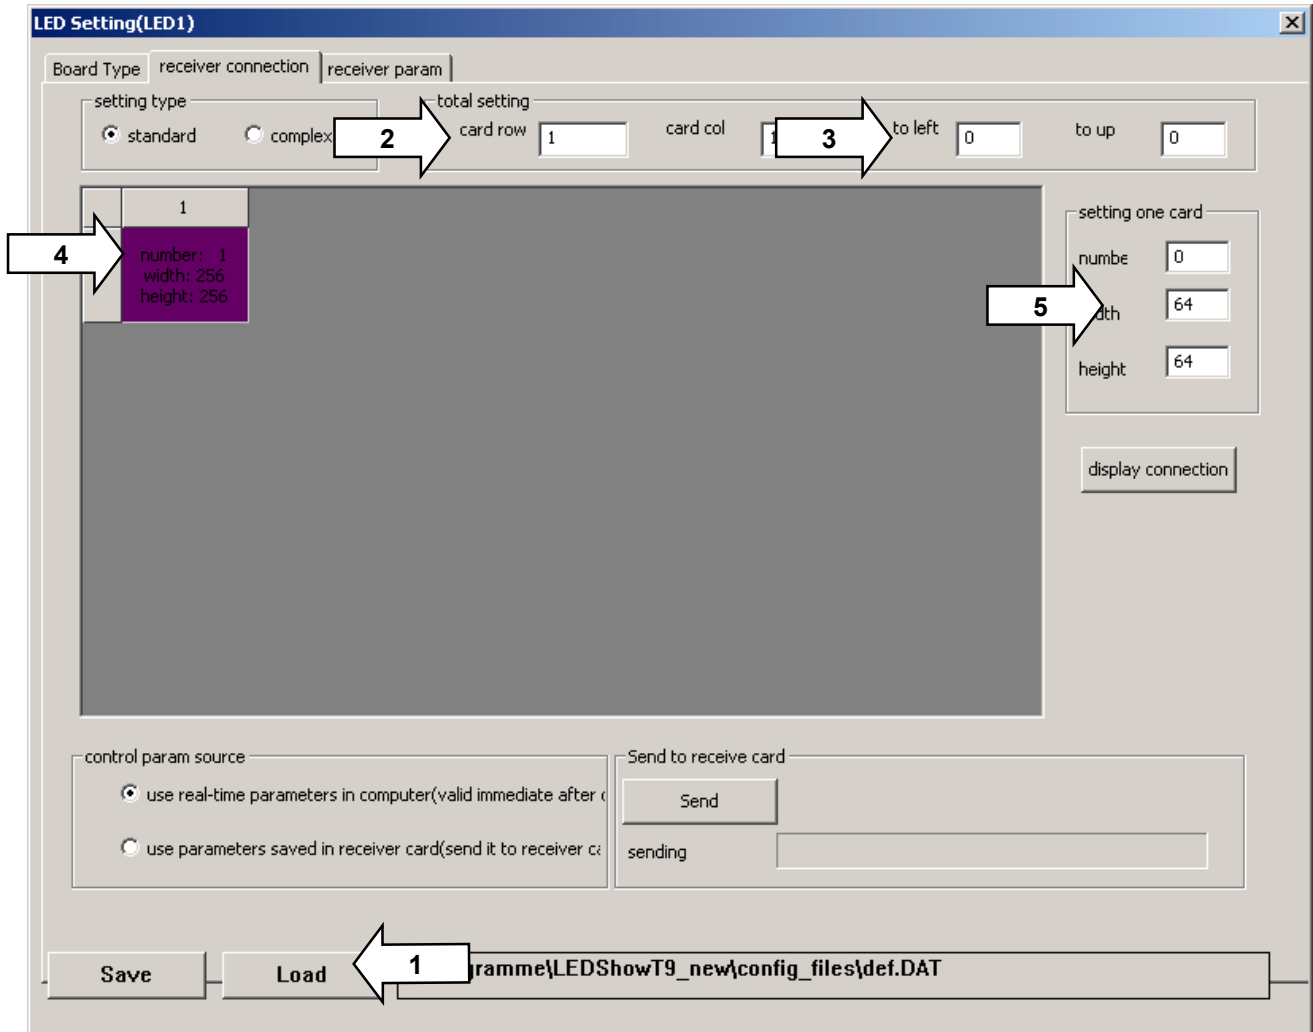 LED Setting(LED1)
Board Type receiver connection receiver param
setting type total setting
standard complex 2 card row 1 card col 1 3 to left 0 to up 0
1
setting one card
4 number: 1
width: 256
height: 256
numbe 0
5 64
height 64
display connection
control param source Send to receive card
use real-time parameters in computer(valid immediate after
Send
use parameters saved in receiver card(send it to receiver
sending
Save Load 1 gramme\LEDShowT9_new\config_files\def.DAT